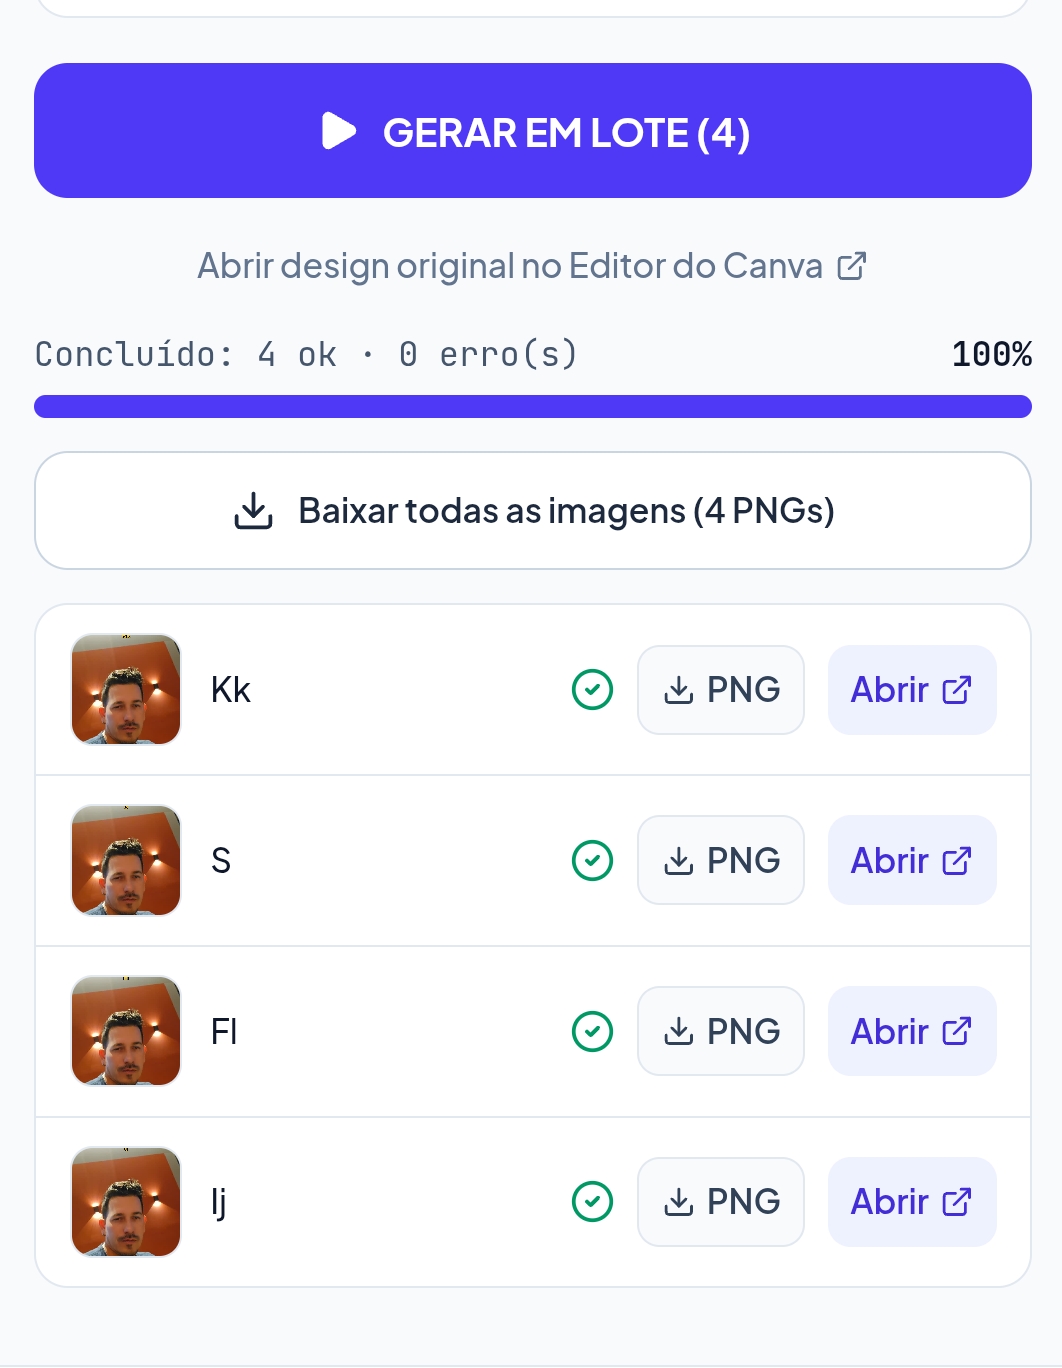 GERAR EM LOTE (4)
Abrir design original no Editor do Canva
Concluído: 4 ok · 0 erro(s) 100%
Baixar todas as imagens (4 PNGs)
Kk PNG Abrir
S PNG Abrir
Fl PNG Abrir
Ij PNG Abrir